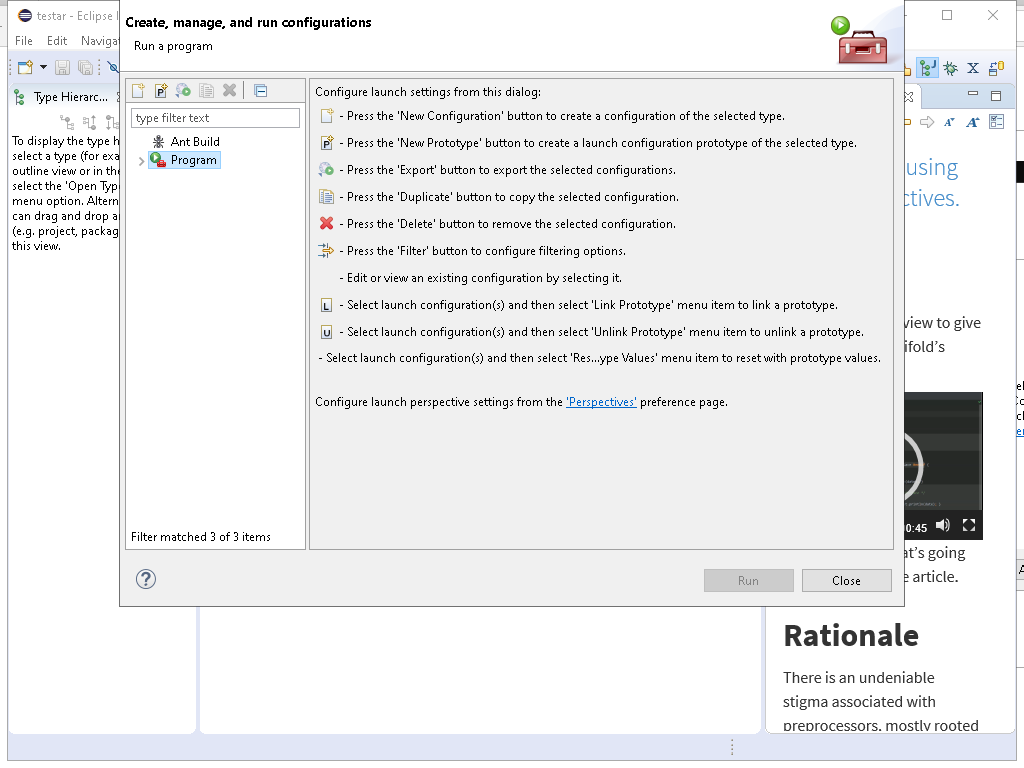 testar - Eclipse I
File Edit Naviga
Create, manage, and run configurations
Run a program
Type Hierarc...
To display the type h
select a type (for exa
outline view or in the
select the 'Open Typ
menu option. Altern
can drag and drop a
(e.g. project, packag
this view.
type filter text
Ant Build
Program
Filter matched 3 of 3 items
Configure launch settings from this dialog:
- Press the 'New Configuration' button to create a configuration of the selected type.
- Press the 'New Prototype' button to create a launch configuration prototype of the selected type.
- Press the 'Export' button to export the selected configurations.
- Press the 'Duplicate' button to copy the selected configuration.
- Press the 'Delete' button to remove the selected configuration.
- Press the 'Filter' button to configure filtering options.
- Edit or view an existing configuration by selecting it.
- Select launch configuration(s) and then select 'Link Prototype' menu item to link a prototype.
- Select launch configuration(s) and then select 'Unlink Prototype' menu item to unlink a prototype.
- Select launch configuration(s) and then select 'Res...ype Values' menu item to reset with prototype values.
Configure launch perspective settings from the 'Perspectives' preference page.
Run
Close
using
ctives.
view to give
ifold's
0:45
at's going
e article.
Rationale
There is an undeniable
stigma associated with
preprocessors, mostly rooted